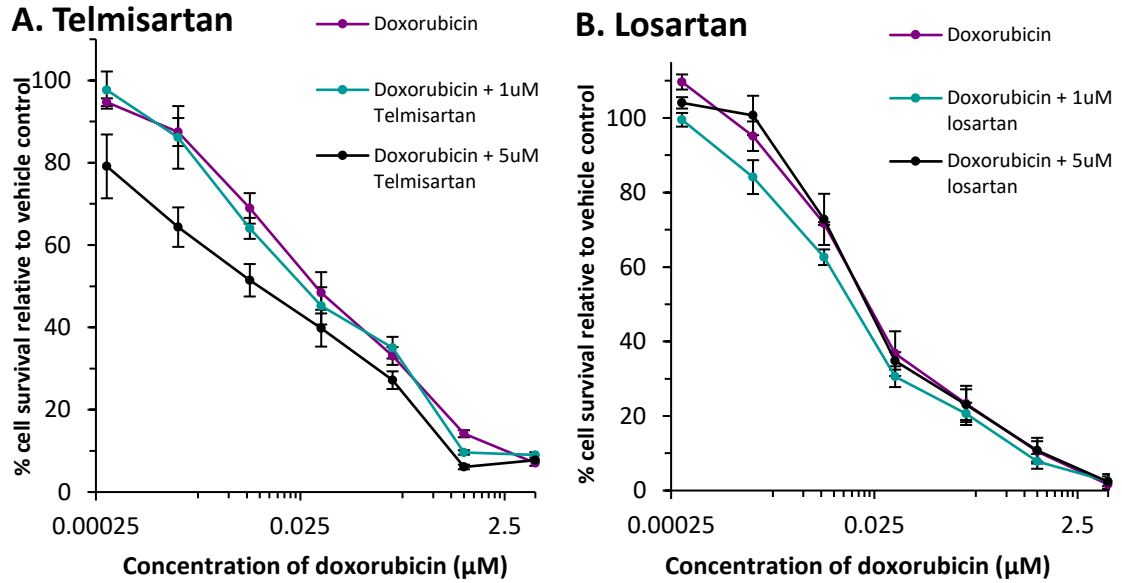 A. Telmisartan
Doxorubicin
Doxorubicin + 1uM
Telmisartan
Doxorubicin + 5uM
Telmisartan
% cell survival relative to vehicle control
100
80
60
40
20
0
0.00025
0.025
2.5
Concentration of doxorubicin (μM)
B. Losartan
Doxorubicin
Doxorubicin + 1uM
losartan
Doxorubicin + 5uM
losartan
% cell survival relative to vehicle control
100
80
60
40
20
0
0.00025
0.025
2.5
Concentration of doxorubicin (μM)